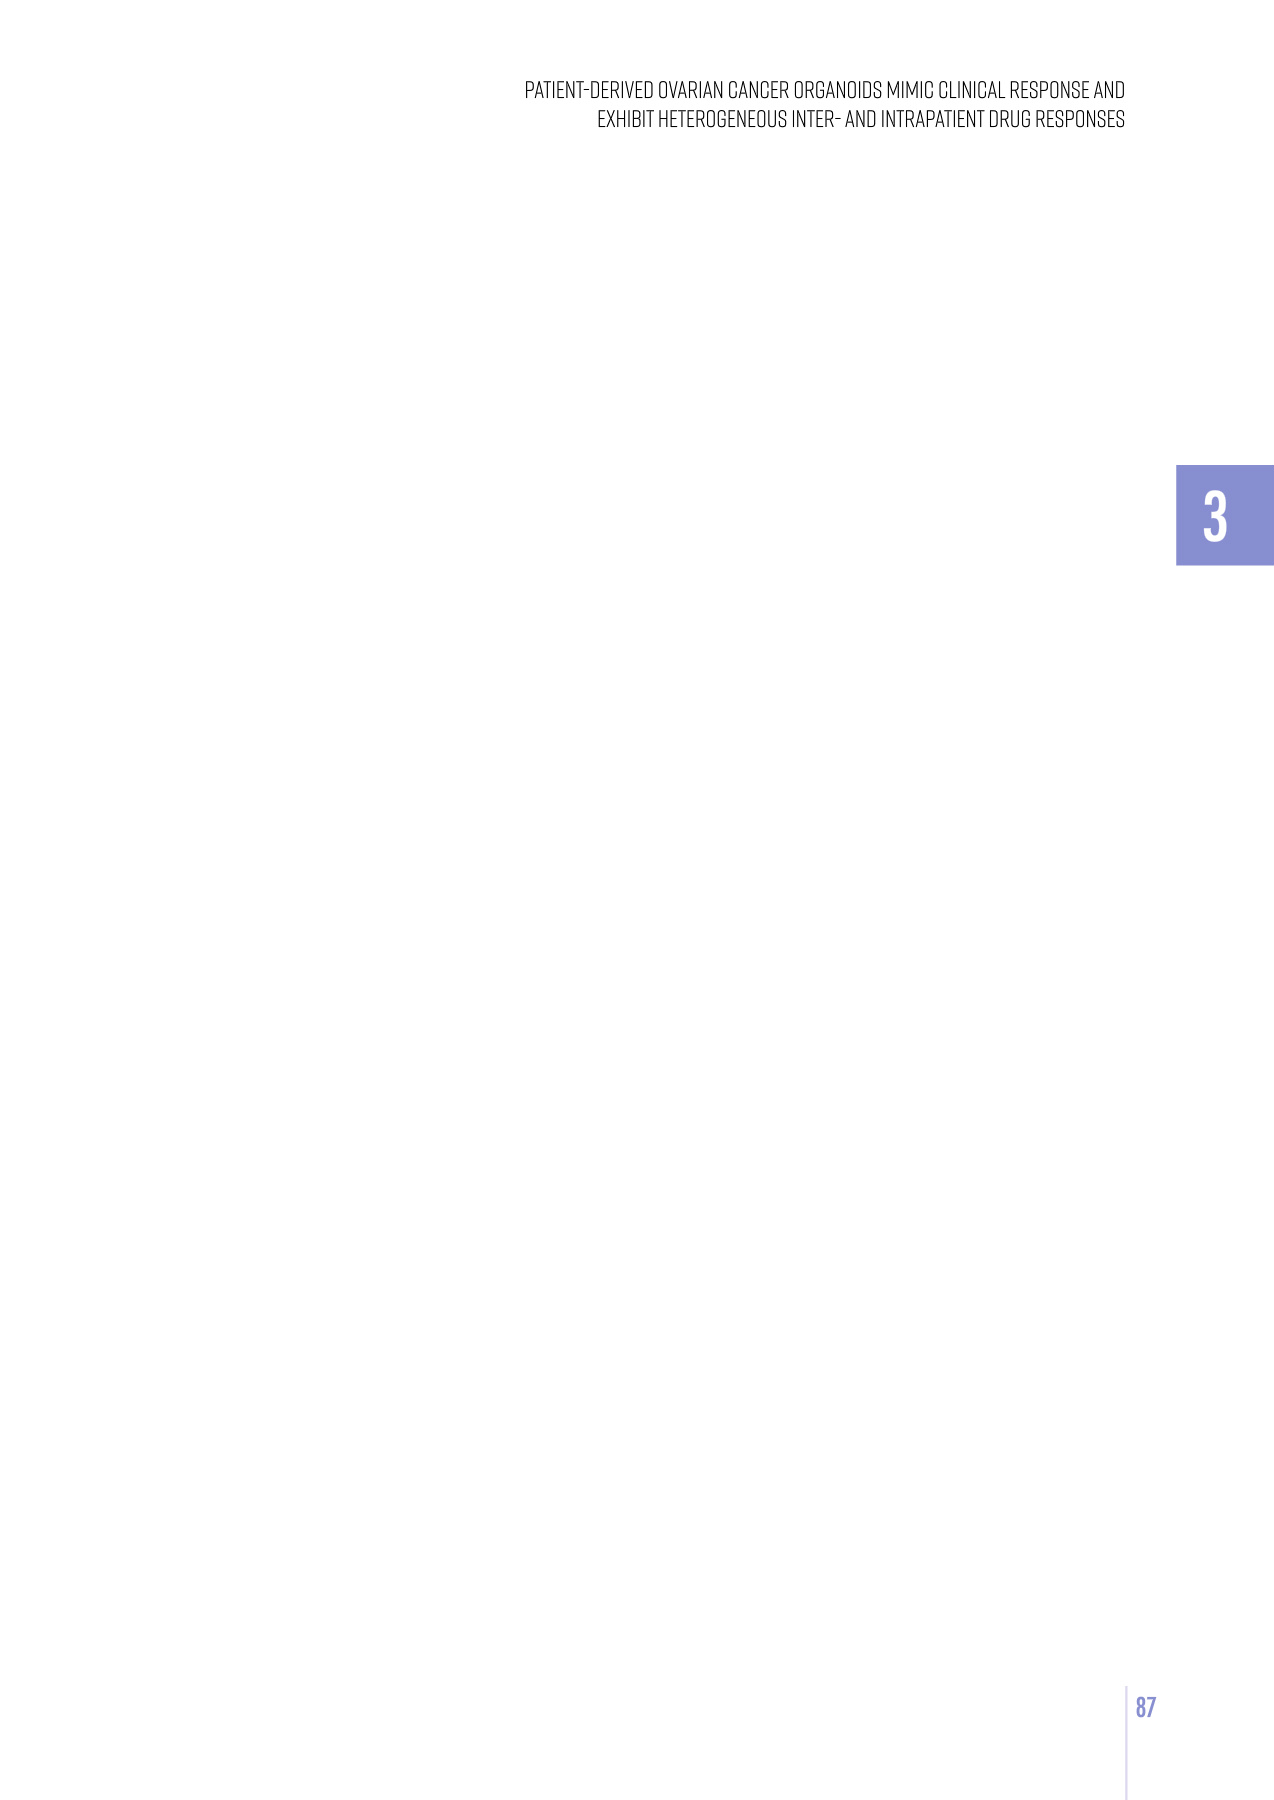 PATIENT-DERIVED OVARIAN CANCER ORGANOIDS MIMIC CLINICAL RESPONSE AND
EXHIBIT HETEROGENEOUS INTER- AND INTRAPATIENT DRUG RESPONSES
3
87